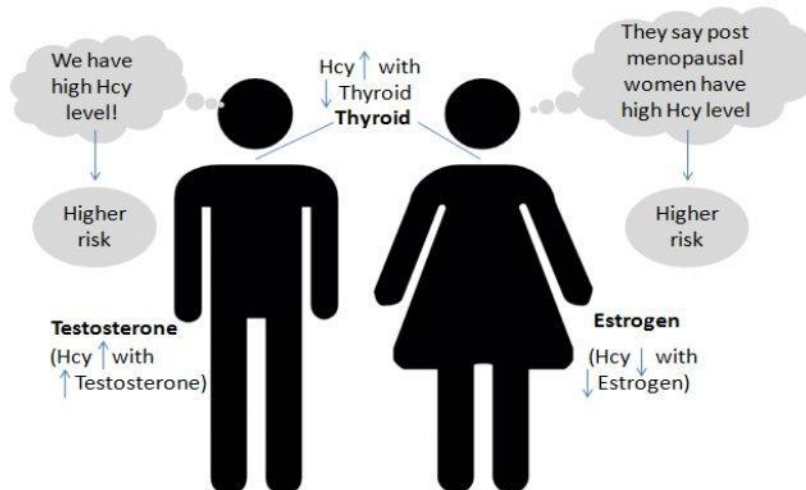 We have
high Hcy
level!
Higher
risk
Hcy ↑ with
↓ Thyroid
Thyroid
They say post
menopausal
women have
high Hcy level
Higher
risk
Testosterone
(Hcy ↑ with
↑ Testosterone)
Estrogen
(Hcy ↓ with
↓ Estrogen)